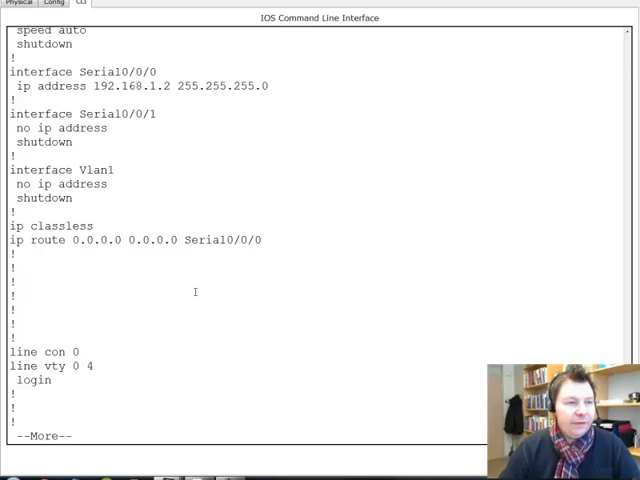 Physical Config CLI
IOS Command Line Interface
speed auto
shutdown
!
interface Serial0/0/0
ip address 192.168.1.2 255.255.255.0
!
interface Serial0/0/1
no ip address
shutdown
!
interface Vlan1
no ip address
shutdown
!
ip classless
ip route 0.0.0.0 0.0.0.0 Serial0/0/0
!
!
!
!
!
!
!
line con 0
line vty 0 4
login
!
!
!
--More--